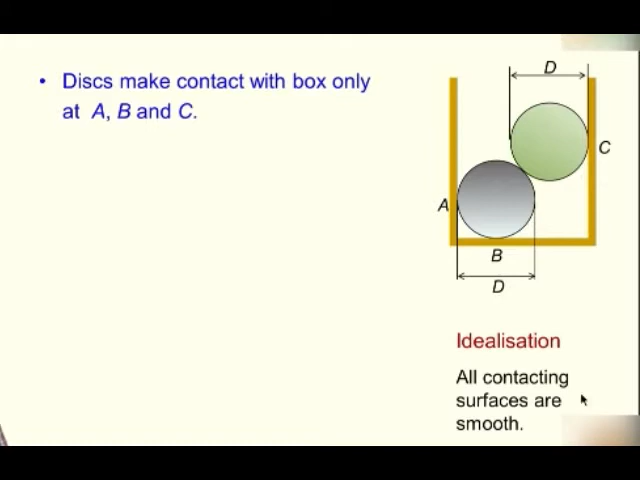 • Discs make contact with box only
at A, B and C.
D
C
A
B
D
Idealisation
All contacting
surfaces are
smooth.